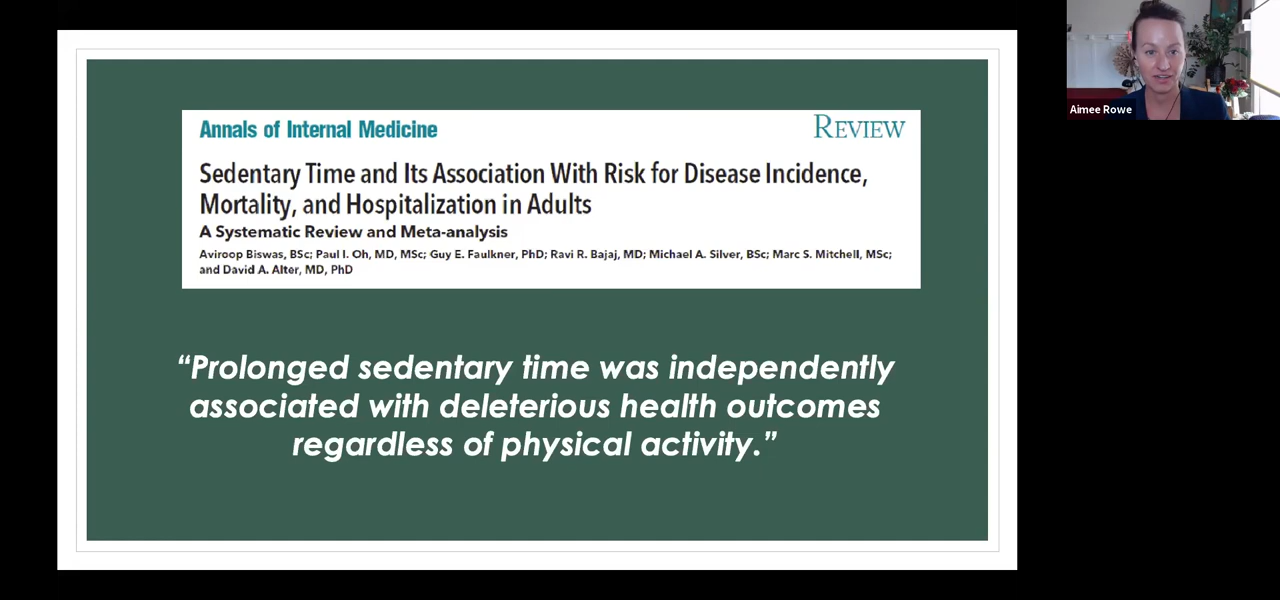 Annals of Internal Medicine
REVIEW
Sedentary Time and Its Association With Risk for Disease Incidence,
Mortality, and Hospitalization in Adults
A Systematic Review and Meta-analysis
Aviroop Biswas, BSc; Paul I. Oh, MD, MSc; Guy E. Faulkner, PhD; Ravi R. Bajaj, MD; Michael A. Silver, BSc; Marc S. Mitchell, MSc;
and David A. Alter, MD, PhD
“Prolonged sedentary time was independently
associated with deleterious health outcomes
regardless of physical activity.”
Aimee Rowe